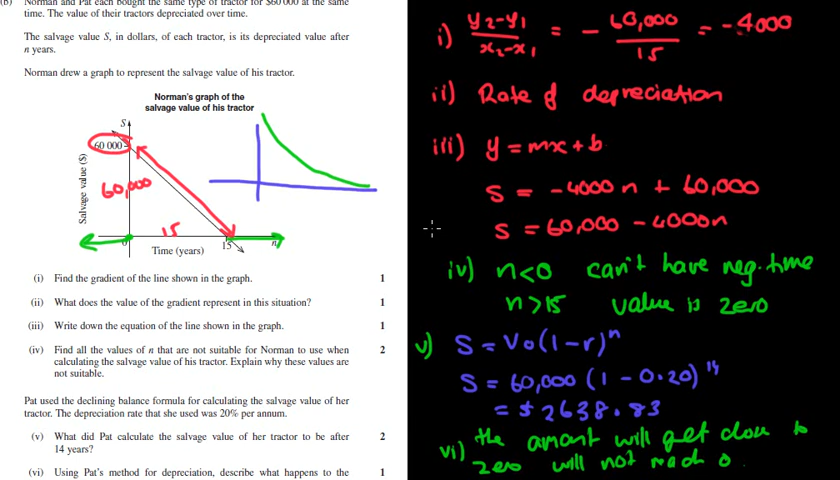 (b) Norman and Pat each bought the same type of tractor for $60 000 at the same
time. The value of their tractors depreciated over time.
The salvage value S, in dollars, of each tractor, is its depreciated value after
n years.
Norman drew a graph to represent the salvage value of his tractor.
Norman's graph of the
salvage value of his tractor
S
60 000
Salvage value ($)
60,000
15
0
15
n
Time (years)
(i) Find the gradient of the line shown in the graph. 1
(ii) What does the value of the gradient represent in this situation? 1
(iii) Write down the equation of the line shown in the graph. 1
(iv) Find all the values of n that are not suitable for Norman to use when 2
calculating the salvage value of his tractor. Explain why these values are
not suitable.
Pat used the declining balance formula for calculating the salvage value of her
tractor. The depreciation rate that she used was 20% per annum.
(v) What did Pat calculate the salvage value of her tractor to be after 2
14 years?
(vi) Using Pat's method for depreciation, describe what happens to the 1
i) y₂-y₁ / x₂-x₁ = - 60,000 / 15 = -4000
ii) Rate of depreciation
iii) y = mx + b
S = -4000n + 60,000
S = 60,000 - 4000n
iv) n<0 can't have neg. time
n>15 value is zero
v) S = V₀(1-r)ⁿ
S = 60,000 (1-0.20)¹⁴
= $2638.83
vi) the amount will get close to
zero will not reach 0